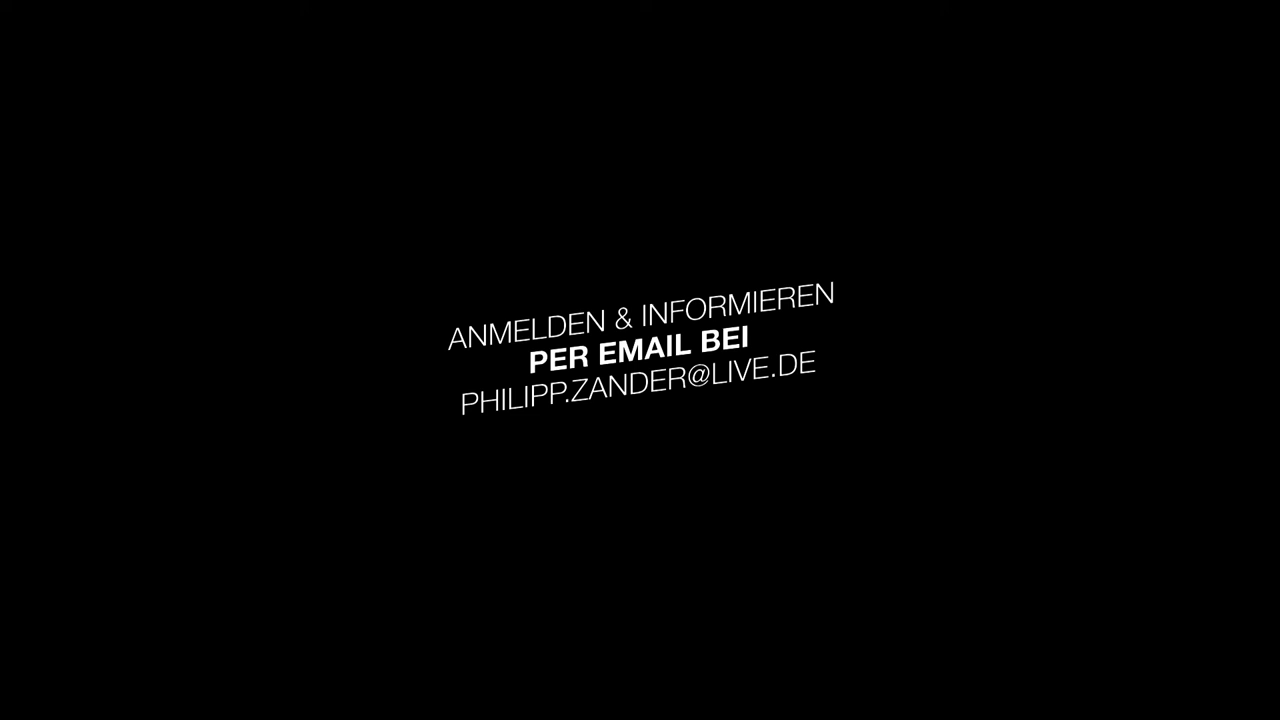 ANMELDEN & INFORMIEREN
PER EMAIL BEI
PHILIPP.ZANDER@LIVE.DE